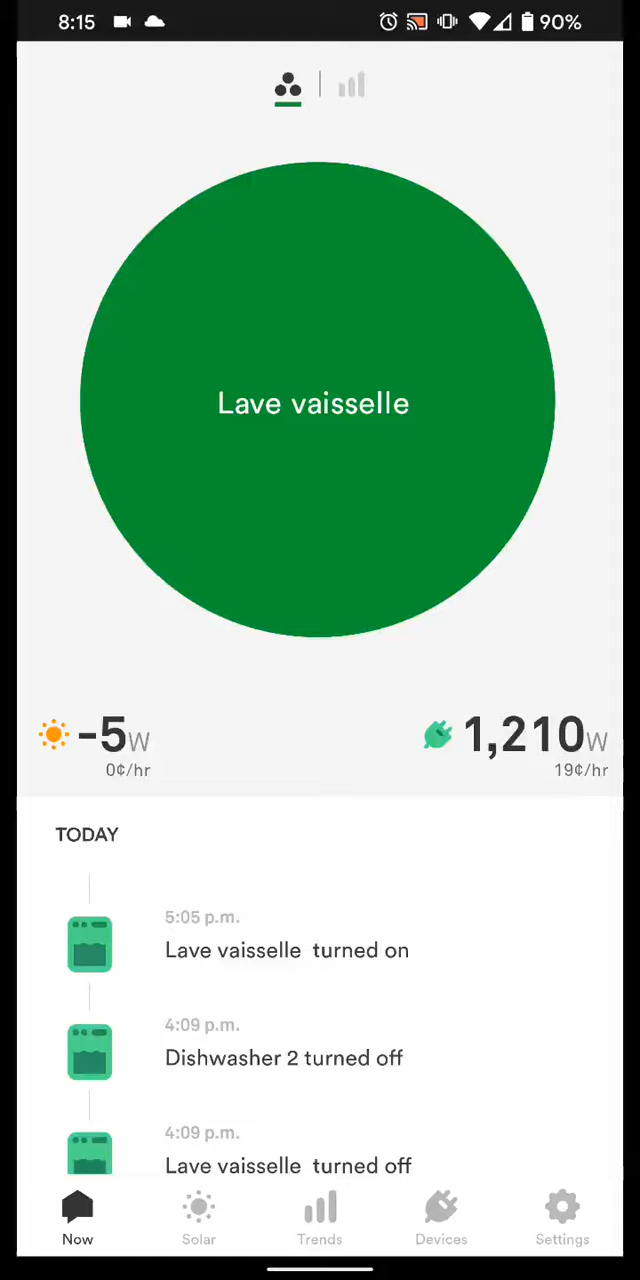 8:15
90%
Lave vaisselle
-5W
0¢/hr
1,210W
19¢/hr
TODAY
5:05 p.m.
Lave vaisselle turned on
4:09 p.m.
Dishwasher 2 turned off
4:09 p.m.
Lave vaisselle turned off
Now
Solar
Trends
Devices
Settings